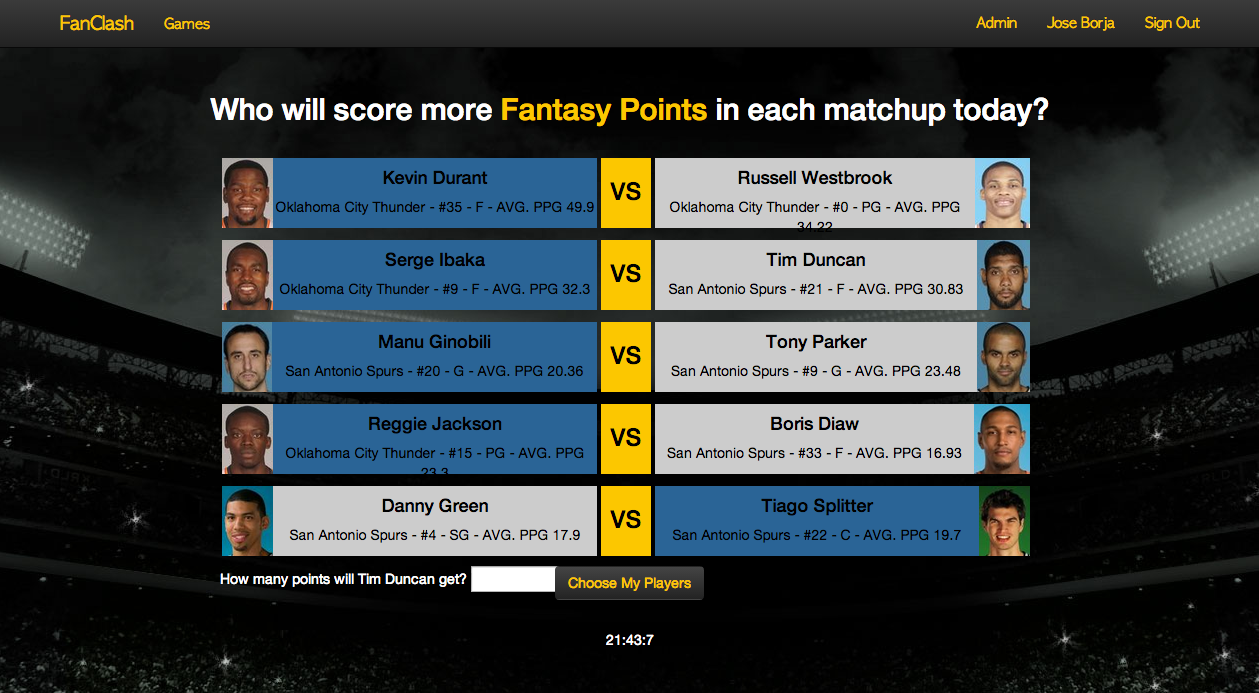 FanClash Games Admin Jose Borja Sign Out
Who will score more Fantasy Points in each matchup today?
Kevin Durant
Oklahoma City Thunder - #35 - F - AVG. PPG 49.9
VS
Russell Westbrook
Oklahoma City Thunder - #0 - PG - AVG. PPG
34.22
Serge Ibaka
Oklahoma City Thunder - #9 - F - AVG. PPG 32.3
VS
Tim Duncan
San Antonio Spurs - #21 - F - AVG. PPG 30.83
Manu Ginobili
San Antonio Spurs - #20 - G - AVG. PPG 20.36
VS
Tony Parker
San Antonio Spurs - #9 - G - AVG. PPG 23.48
Reggie Jackson
Oklahoma City Thunder - #15 - PG - AVG. PPG
23.3
VS
Boris Diaw
San Antonio Spurs - #33 - F - AVG. PPG 16.93
Danny Green
San Antonio Spurs - #4 - SG - AVG. PPG 17.9
VS
Tiago Splitter
San Antonio Spurs - #22 - C - AVG. PPG 19.7
How many points will Tim Duncan get? Choose My Players
21:43:7